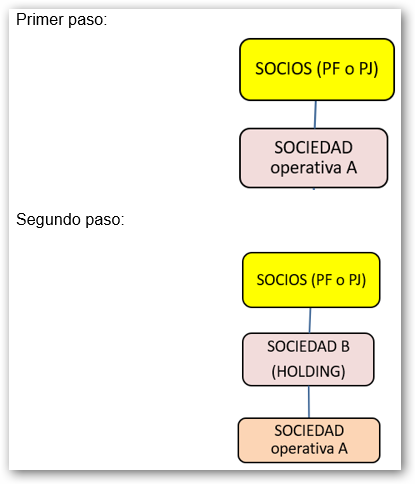 Primer paso:
SOCIOS (PF o PJ)
SOCIEDAD
operativa A
Segundo paso:
SOCIOS (PF o PJ)
SOCIEDAD B
(HOLDING)
SOCIEDAD
operativa A